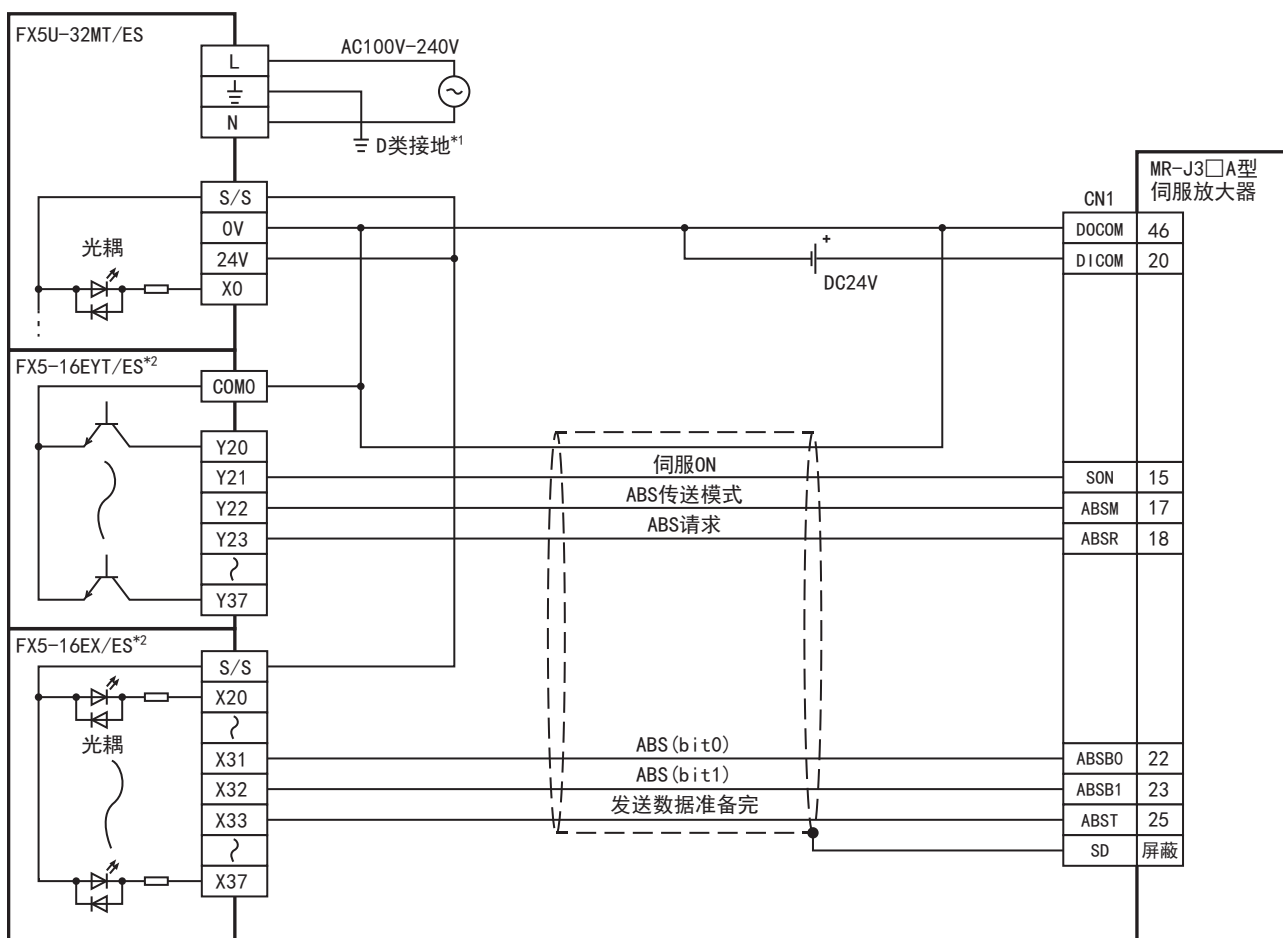 FX5U-32MT/ES
L
N
AC100V-240V
D类接地*1
S/S
0V
24V
X0
光耦
DC24V
+
CN1
MR-J3□A型
伺服放大器
DOCOM 46
DICOM 20
FX5-16EYT/ES*2
COM0
Y20
Y21 伺服ON SON 15
Y22 ABS传送模式 ABSM 17
Y23 ABS请求 ABSR 18
Y37
FX5-16EX/ES*2
S/S
X20
光耦
X31 ABS(bit0) ABSB0 22
X32 ABS(bit1) ABSB1 23
X33 发送数据准备完 ABST 25
SD 屏蔽
X37